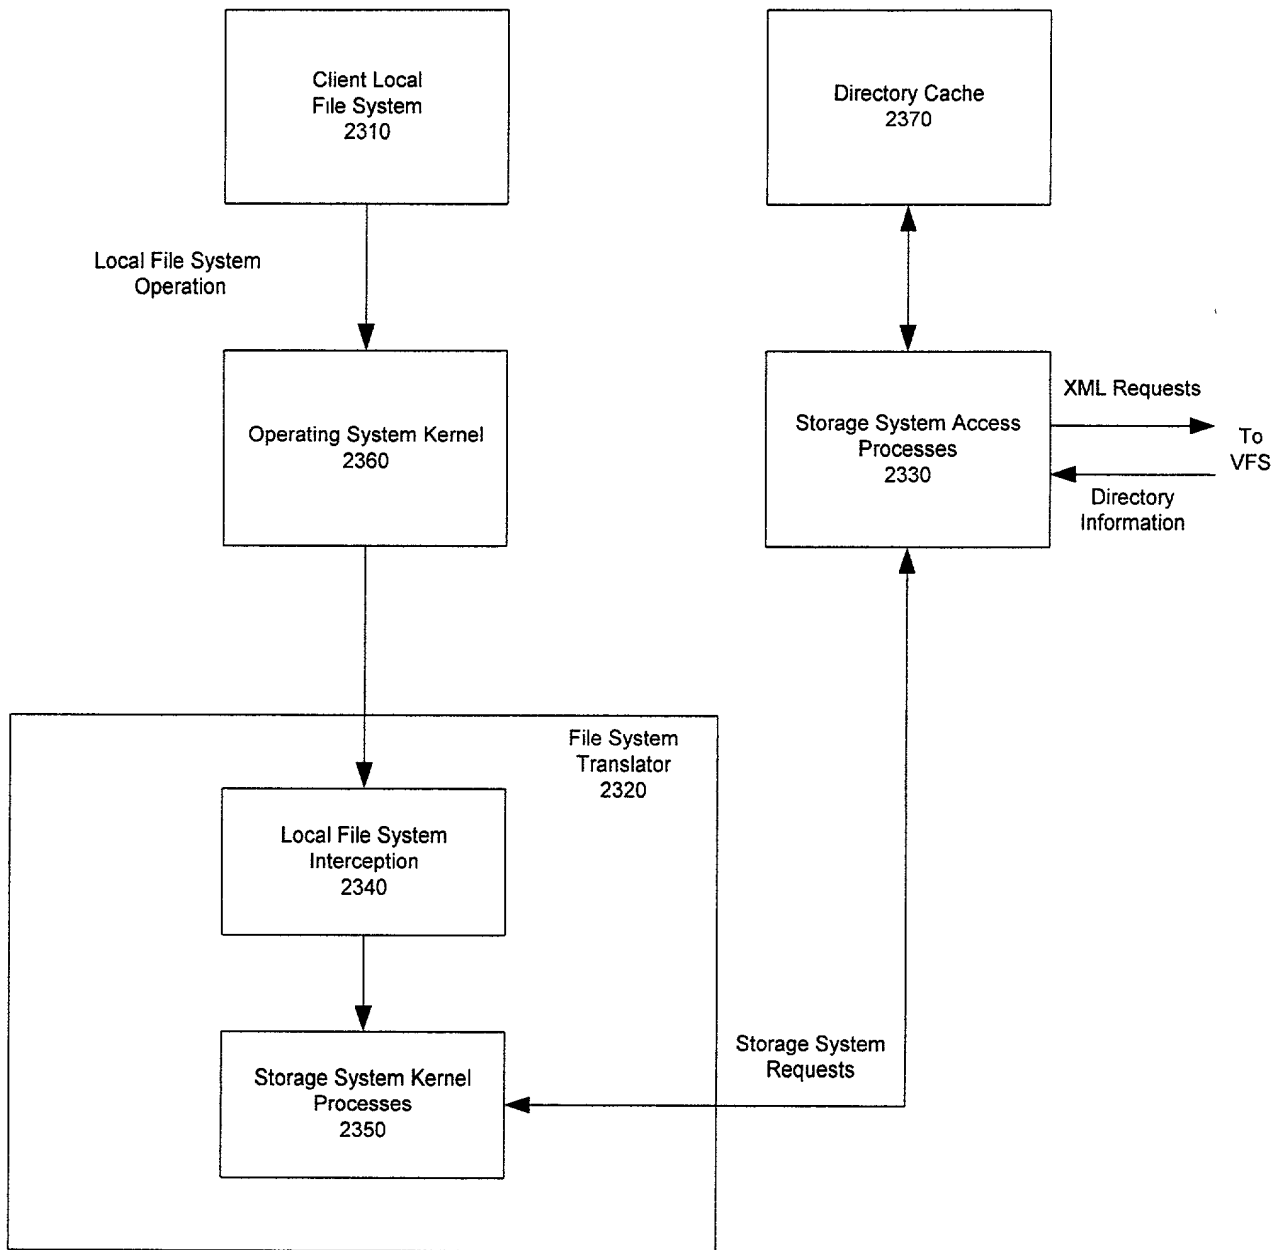 Client Local
File System
2310
Directory Cache
2370
Local File System
Operation
Operating System Kernel
2360
Storage System Access
Processes
2330
XML Requests
To
VFS
Directory
Information
File System
Translator
2320
Local File System
Interception
2340
Storage System Kernel
Processes
2350
Storage System
Requests